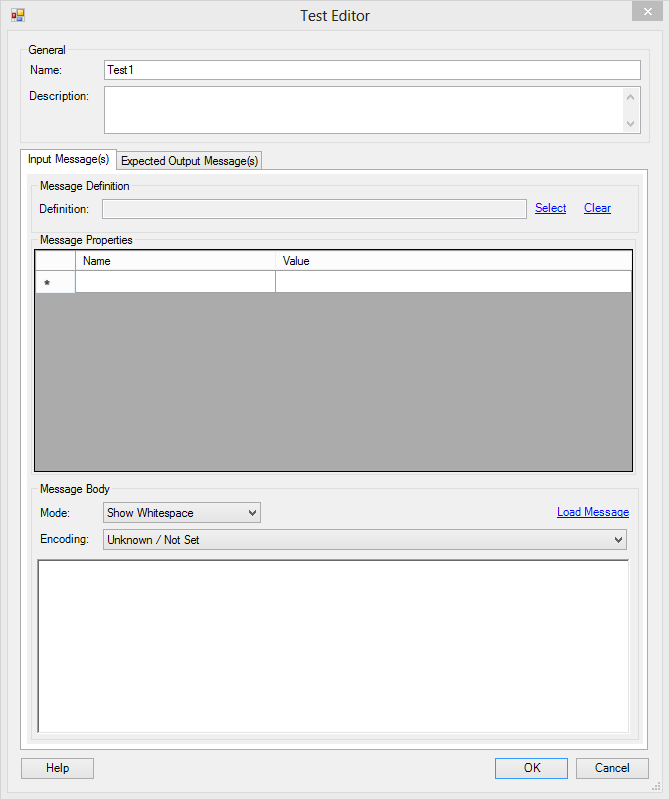 Test Editor
General
Name: Test1
Description:
Input Message(s) Expected Output Message(s)
Message Definition
Definition: Select Clear
Message Properties
Name Value
*
Message Body
Mode: Show Whitespace Load Message
Encoding: Unknown / Not Set
Help OK Cancel